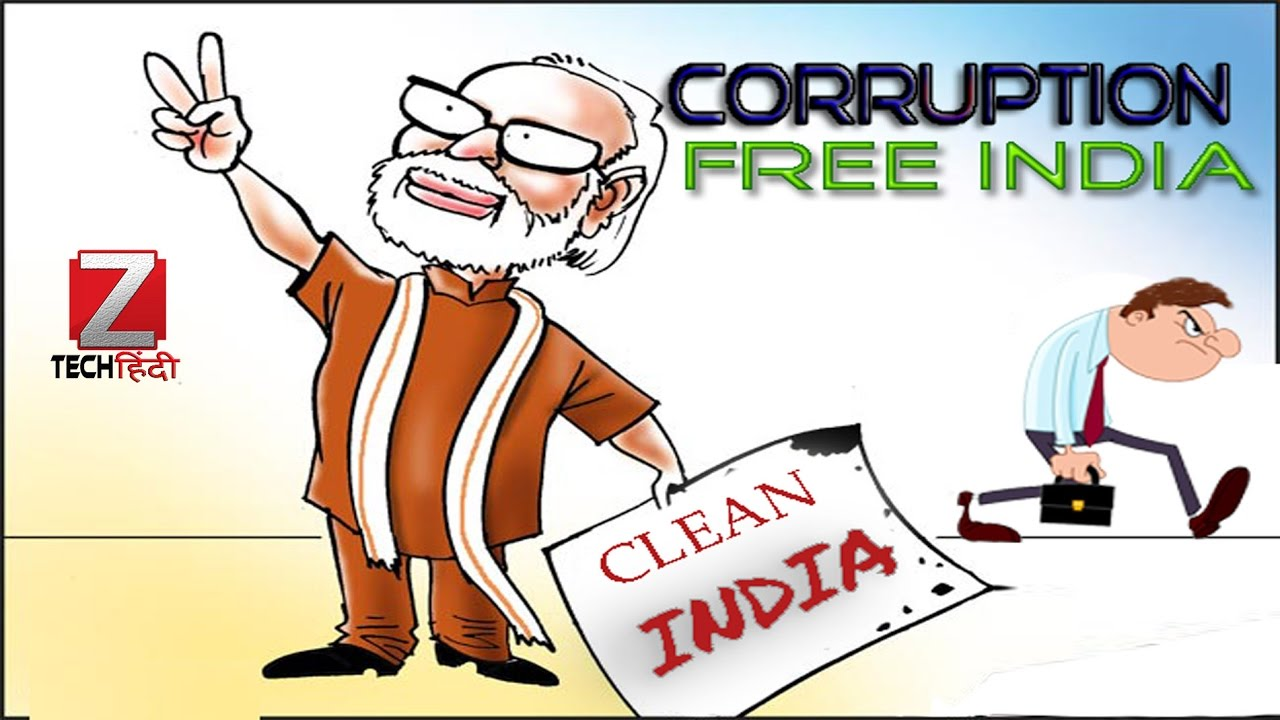 CORRUPTION
FREE INDIA
Z
TECHहिंदी
CLEAN
INDIA